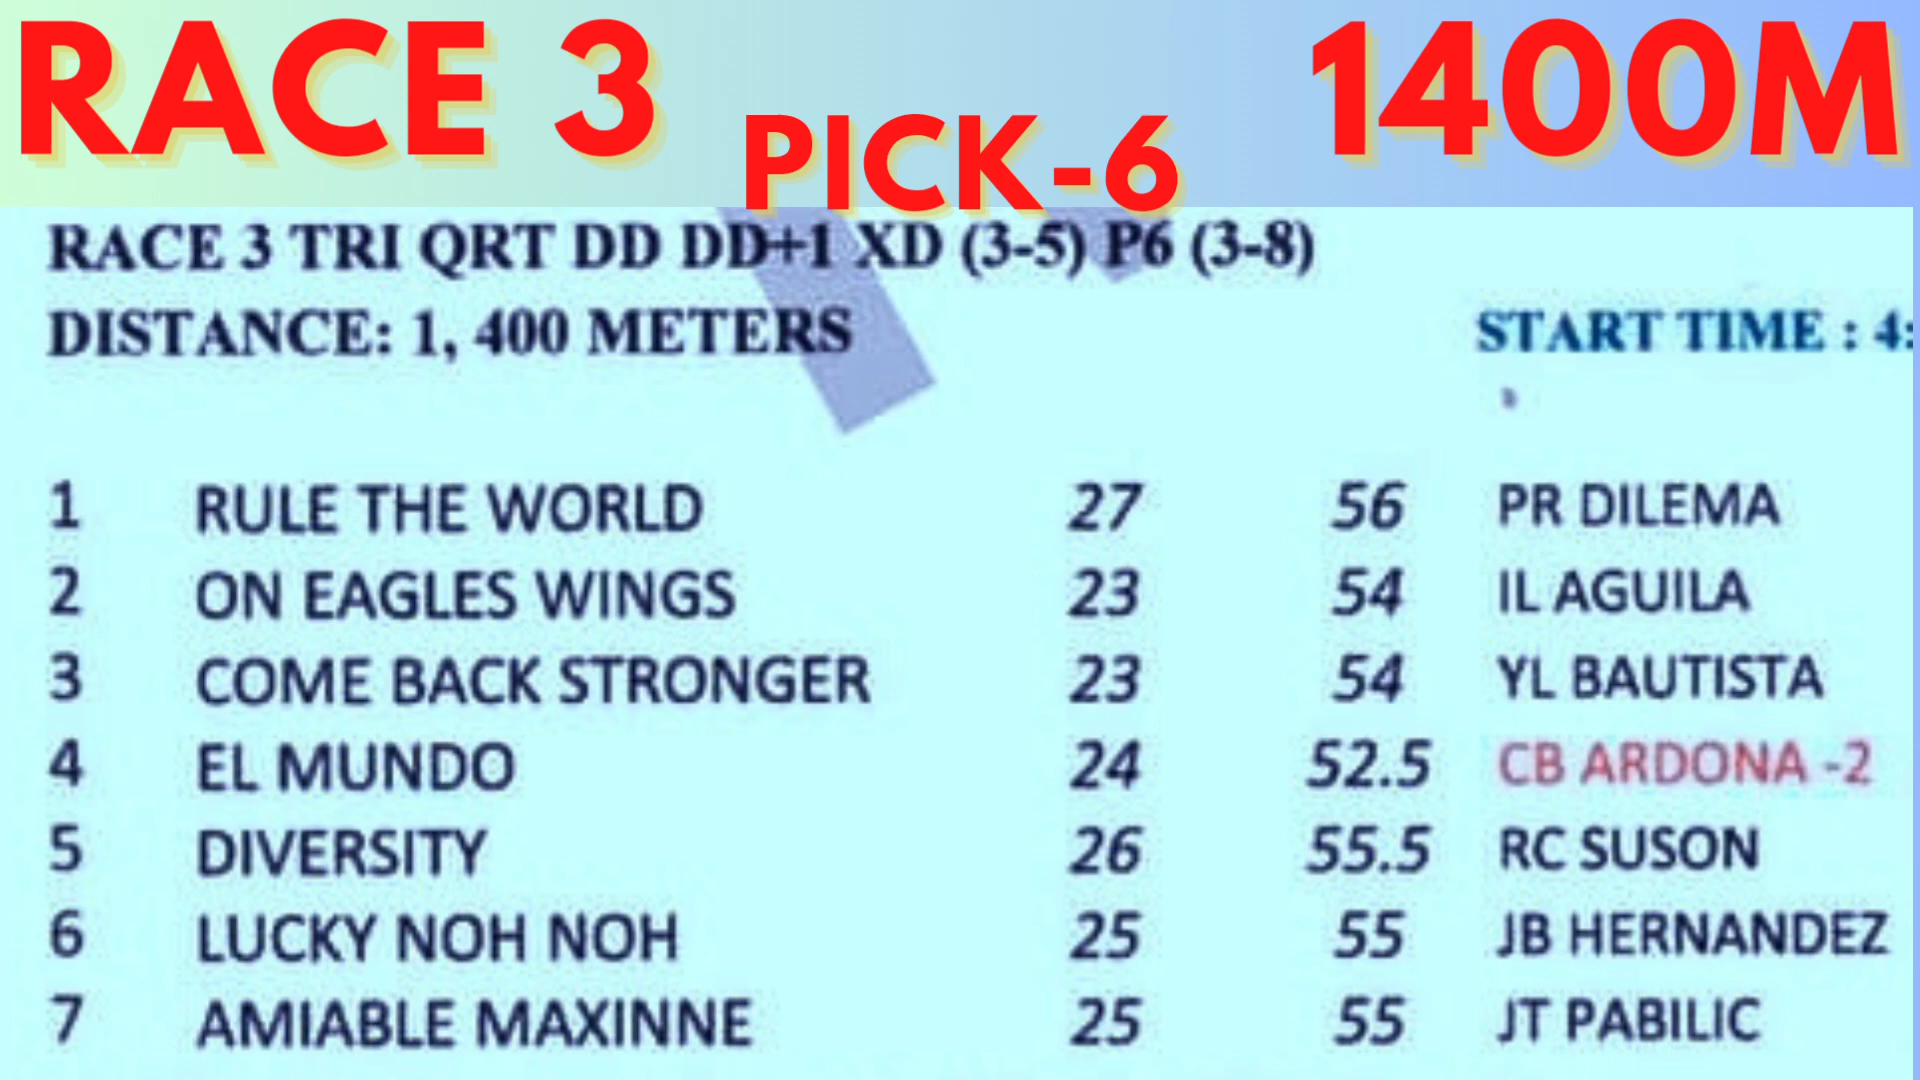 RACE 3
PICK-6
1400M
RACE 3 TRI QRT DD DD+1 XD (3-5) P6 (3-8)
DISTANCE: 1, 400 METERS START TIME : 4:
1 RULE THE WORLD 27 56 PR DILEMA
2 ON EAGLES WINGS 23 54 IL AGUILA
3 COME BACK STRONGER 23 54 YL BAUTISTA
4 EL MUNDO 24 52.5 CB ARDONA -2
5 DIVERSITY 26 55.5 RC SUSON
6 LUCKY NOH NOH 25 55 JB HERNANDEZ
7 AMIABLE MAXINNE 25 55 JT PABILIC